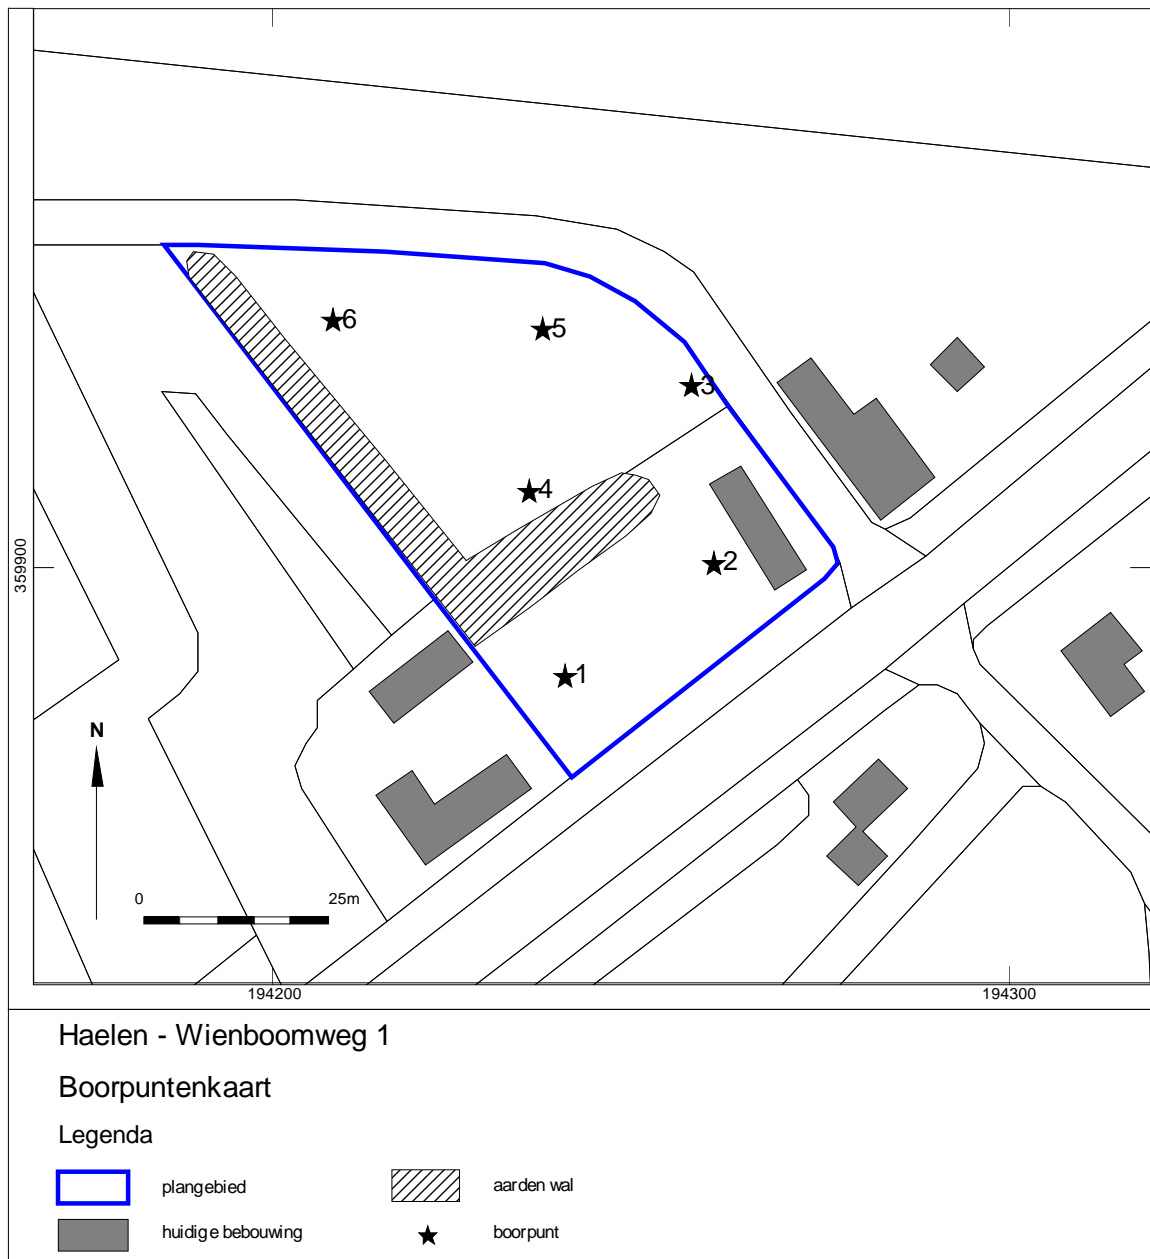 6
5
3
4
2
359900
1
N
0 25m
194200 194300
Haelen - Wienboomweg 1
Boorpuntenkaart
Legenda
plangebied aarden wal
huidige bebouwing boorpunt